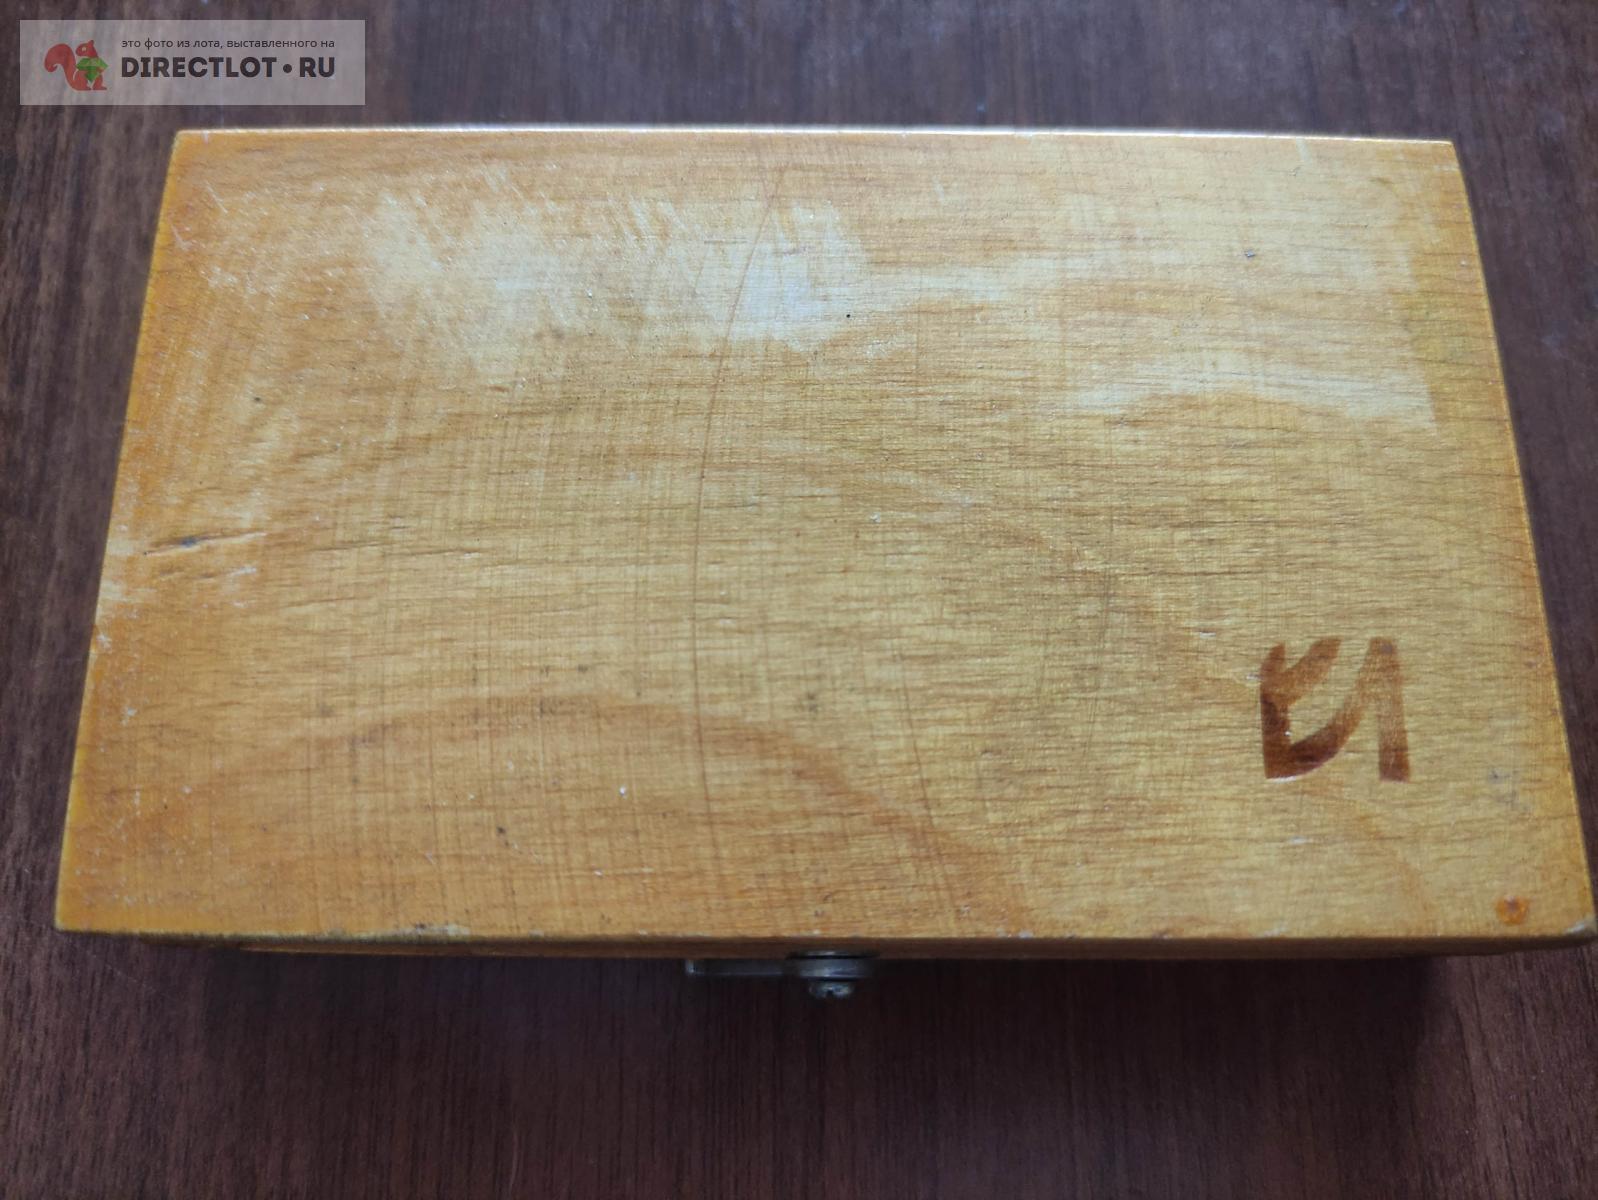 это фото из лота, выставленного на
DIRECTLOT•RU